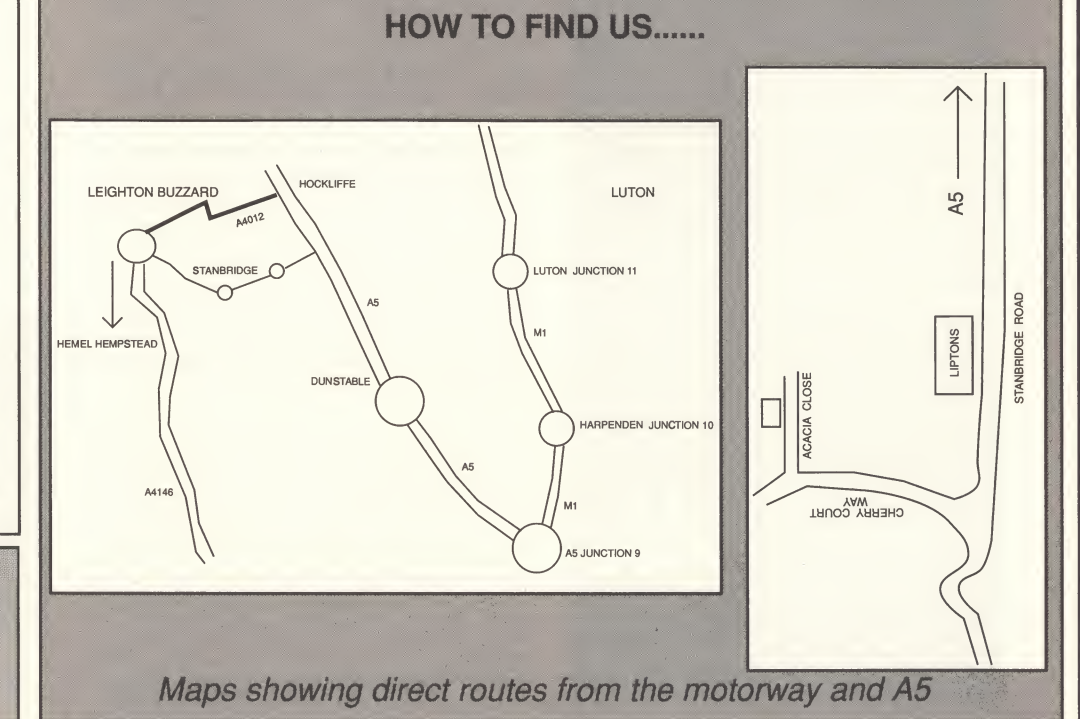 HOW TO FIND US......
LEIGHTON BUZZARD
HOCKLIFFE
LUTON
A4012
STANBRIDGE
LUTON JUNCTION 11
A5
M1
HEMEL HEMPSTEAD
DUNSTABLE
HARPENDEN JUNCTION 10
A5
A4146
M1
A5 JUNCTION 9
A5
LIPTONS
STANBRIDGE ROAD
ACACIA CLOSE
CHERRY COURT
WAY
Maps showing direct routes from the motorway and A5